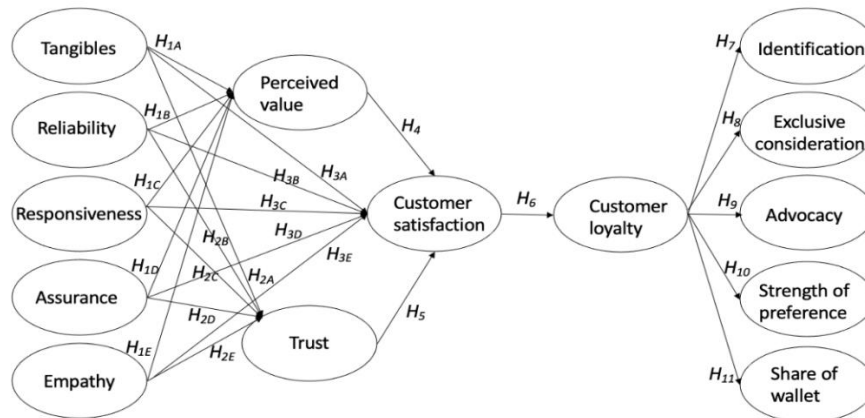 Tangibles
Reliability
Responsiveness
Assurance
Empathy
H1A
H1B
H1C
H1D
H1E
Perceived
value
H3A
H3B
H3C
H3D
H3E
H2B
H2A
H2C
H2D
H2E
Trust
H4
H5
Customer
satisfaction
H6
Customer
loyalty
H7
H8
H9
H10
H11
Identification
Exclusive
consideration
Advocacy
Strength of
preference
Share of
wallet